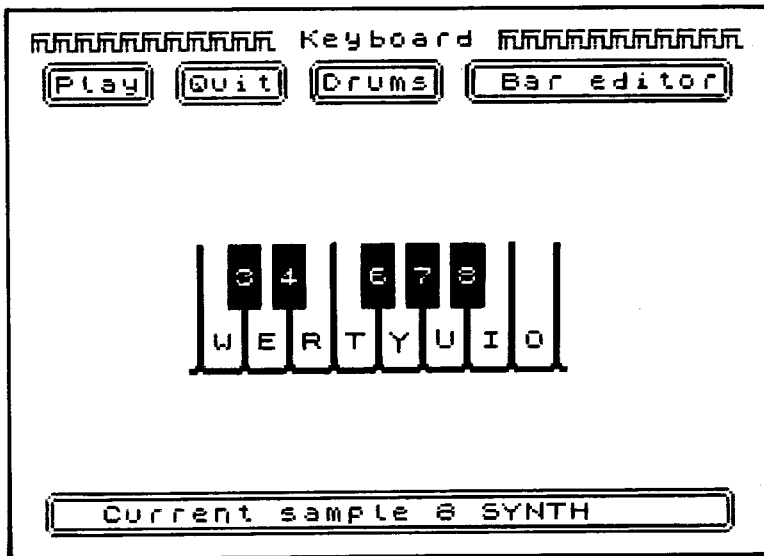 Keyboard
Play Quit Drums Bar editor
3 4 6 7 8
W E R T Y U I O
Current sample 8 SYNTH